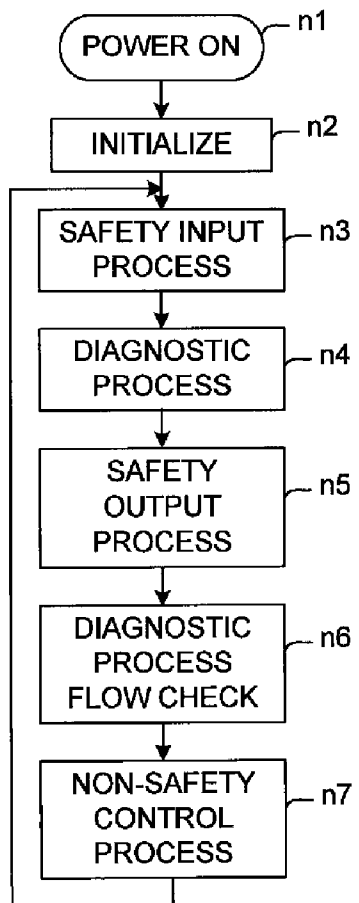 POWER ON
n1
INITIALIZE
n2
SAFETY INPUT
PROCESS
n3
DIAGNOSTIC
PROCESS
n4
SAFETY
OUTPUT
PROCESS
n5
DIAGNOSTIC
PROCESS
FLOW CHECK
n6
NON-SAFETY
CONTROL
PROCESS
n7